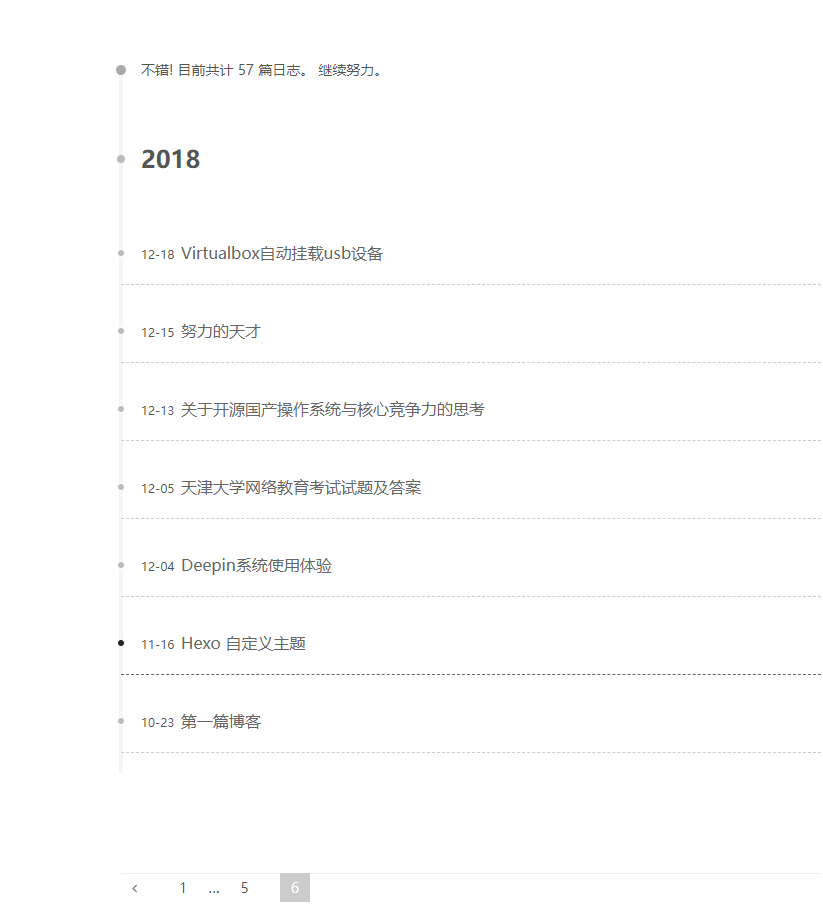 不错! 目前共计 57 篇日志。 继续努力。
2018
12-18 Virtualbox自动挂载usb设备
12-15 努力的天才
12-13 关于开源国产操作系统与核心竞争力的思考
12-05 天津大学网络教育考试试题及答案
12-04 Deepin系统使用体验
11-16 Hexo 自定义主题
10-23 第一篇博客
< 1 ... 5 6